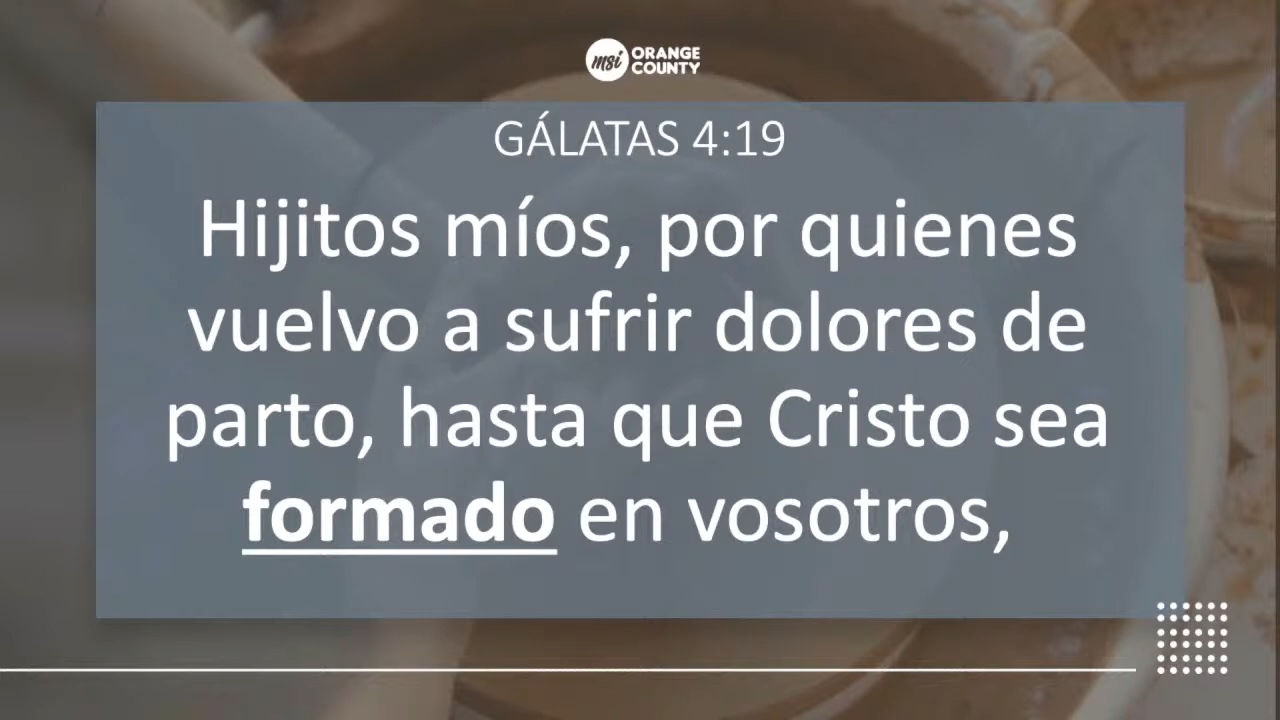 msi ORANGE
COUNTY
GÁLATAS 4:19
Hijitos míos, por quienes
vuelvo a sufrir dolores de
parto, hasta que Cristo sea
formado en vosotros,